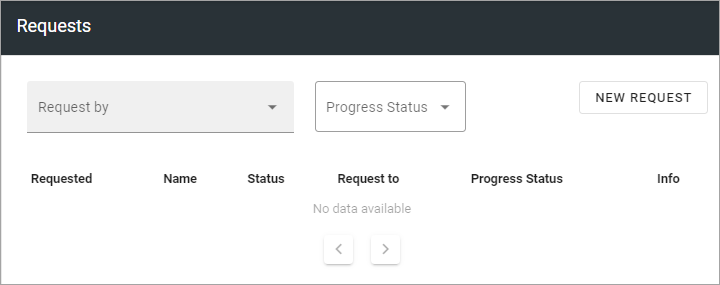 Requests
Request by
Progress Status
NEW REQUEST
Requested Name Status Request to Progress Status Info
No data available